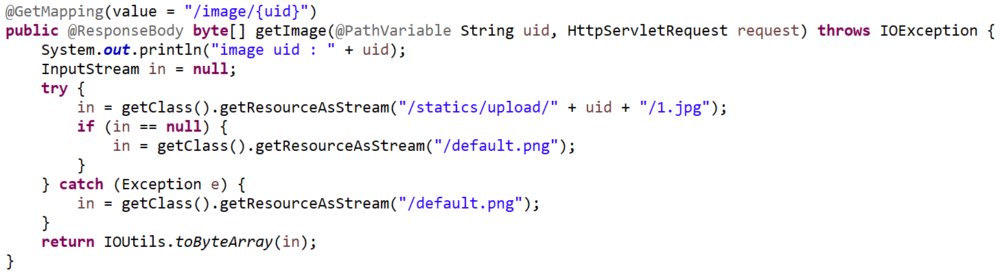 @GetMapping(value = "/image/{uid}")
public @ResponseBody byte[] getImage(@PathVariable String uid, HttpServletRequest request) throws IOException {
    System.out.println("image uid : " + uid);
    InputStream in = null;
    try {
        in = getClass().getResourceAsStream("/statics/upload/" + uid + "/1.jpg");
        if (in == null) {
            in = getClass().getResourceAsStream("/default.png");
        }
    } catch (Exception e) {
        in = getClass().getResourceAsStream("/default.png");
    }
    return IOUtils.toByteArray(in);
}